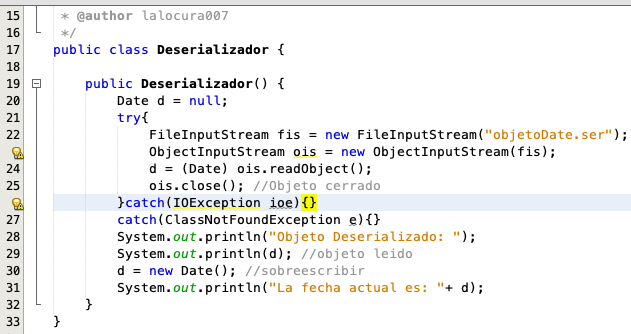 15 * @author lalocura007
16 */
17 public class Deserializador {
18
19 public Deserializador() {
20 Date d = null;
21 try{
22 FileInputStream fis = new FileInputStream("objetoDate.ser");
ObjectInputStream ois = new ObjectInputStream(fis);
24 d = (Date) ois.readObject();
25 ois.close(); //Objeto cerrado
}catch(IOException ioe){}
27 catch(ClassNotFoundException e){}
28 System.out.println("Objeto Deserializado: ");
29 System.out.println(d); //objeto leido
30 d = new Date(); //sobreescribir
31 System.out.println("La fecha actual es: "+ d);
32 }
33 }